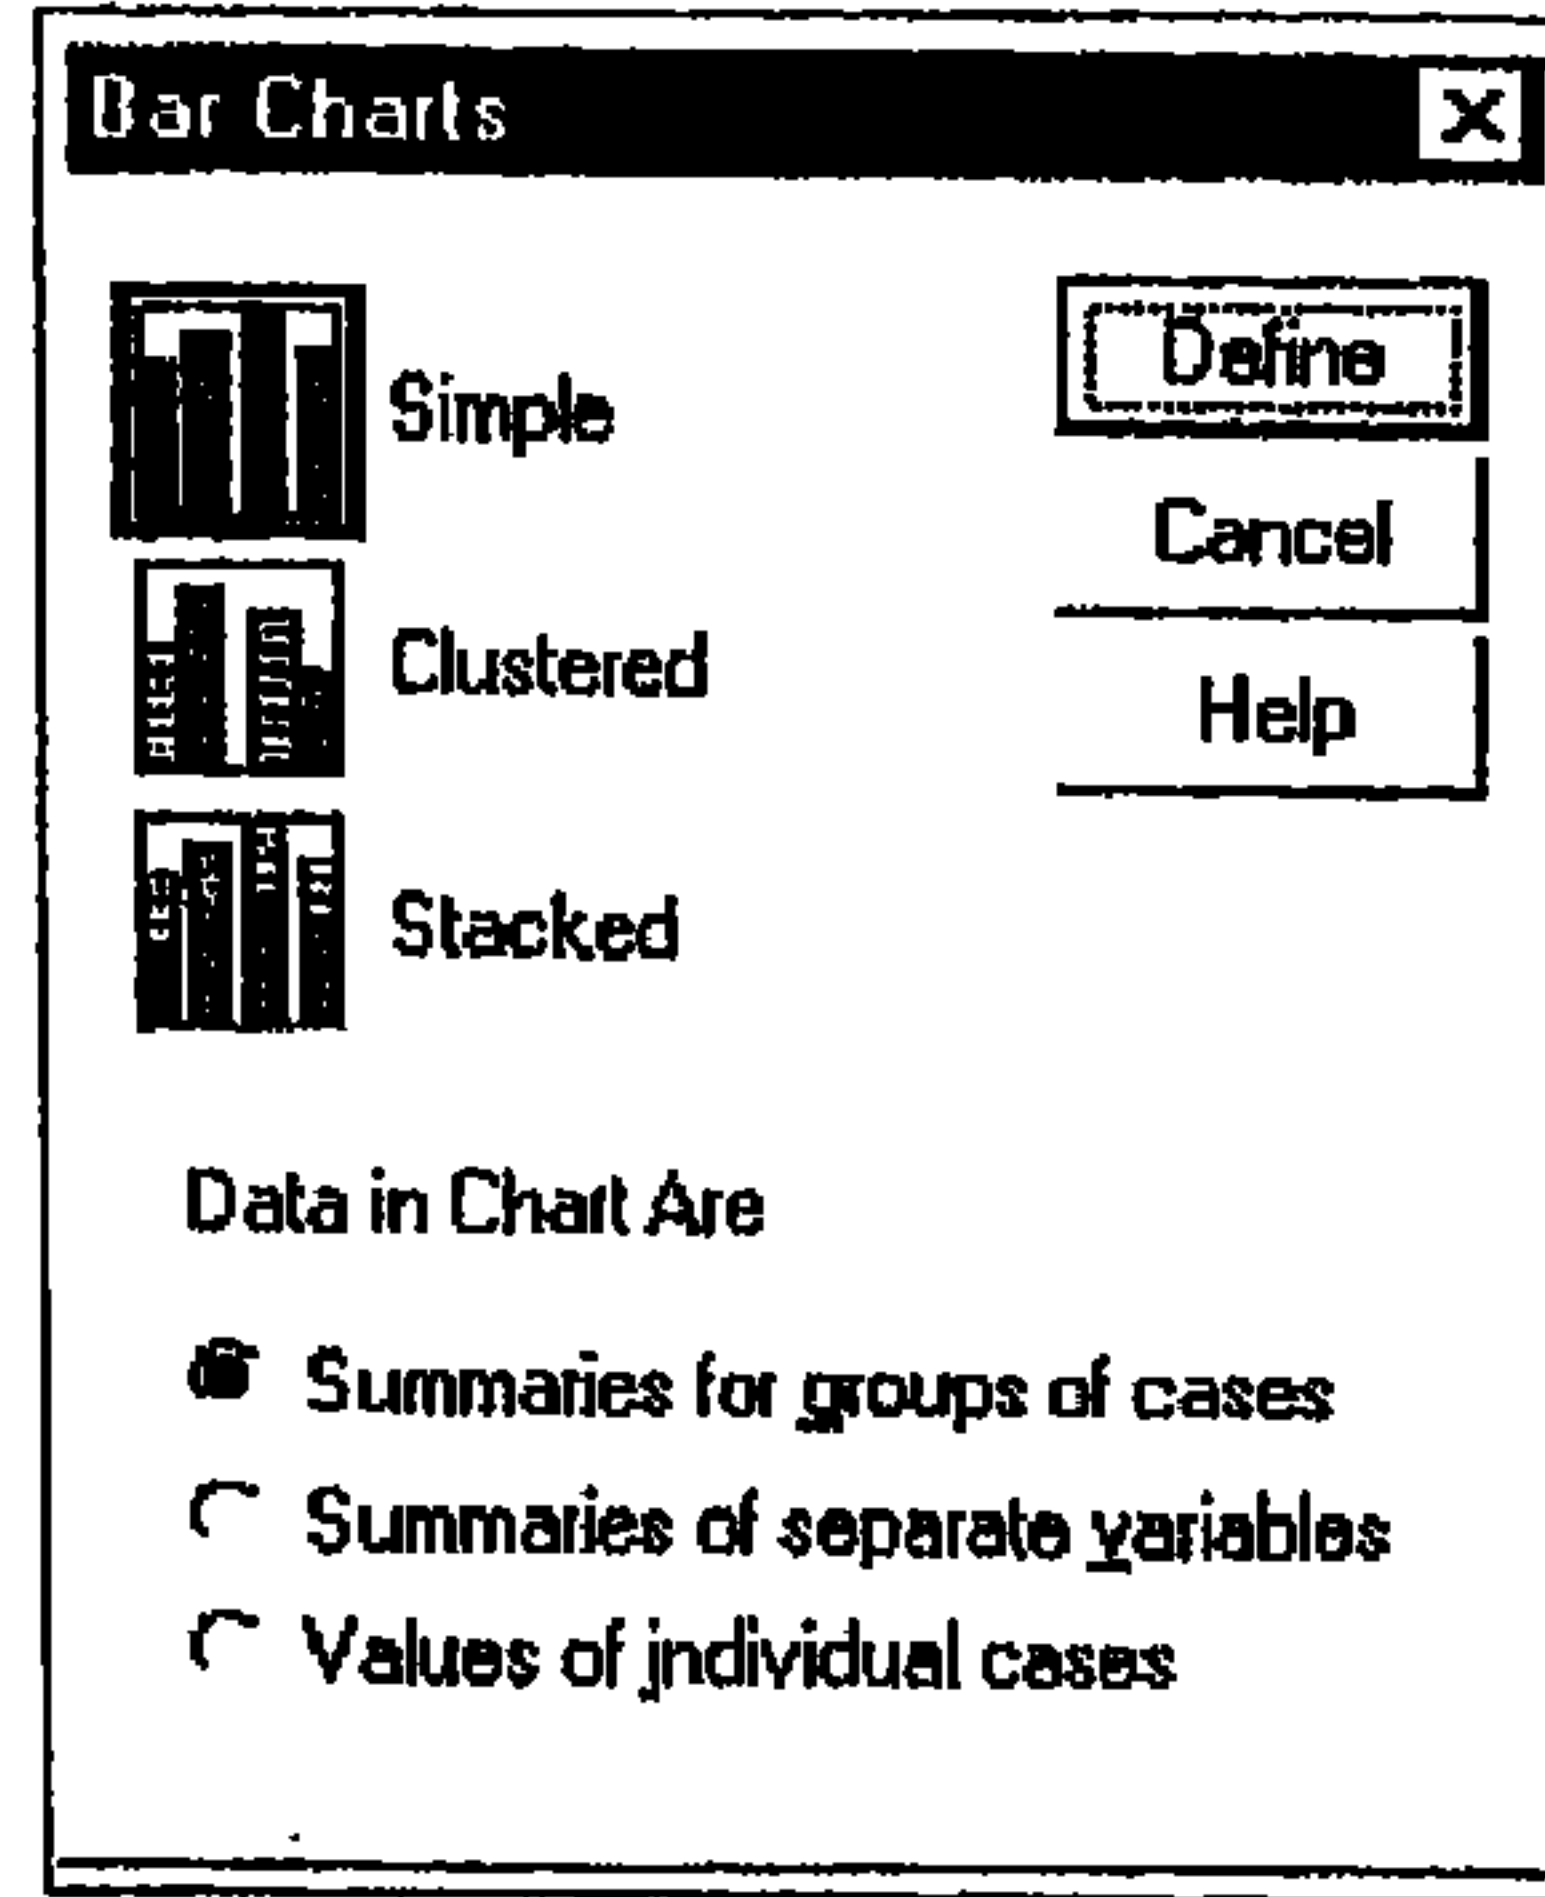 Bar Charts
Simple
Define
Cancel
Clustered
Help
Stacked
Data in Chart Are
Summaries for groups of cases
Summaries of separate variables
Values of individual cases